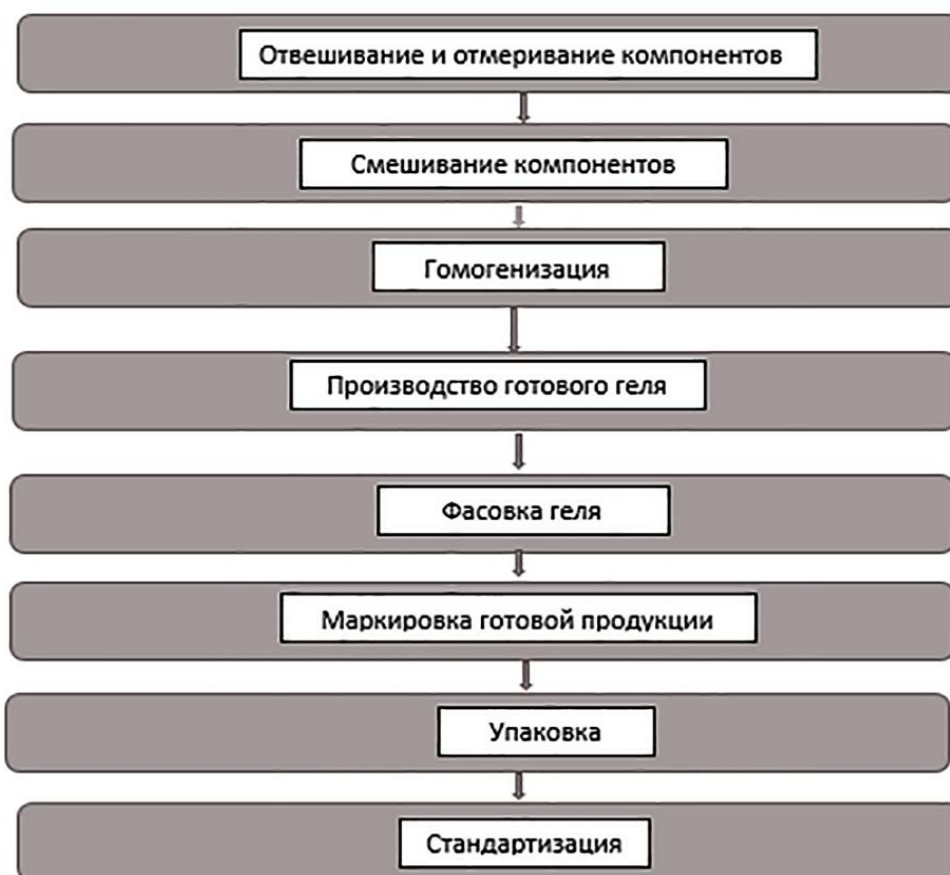 Отвешивание и отмеривание компонентов
Смешивание компонентов
Гомогенизация
Производство готового геля
Фасовка геля
Маркировка готовой продукции
Упаковка
Стандартизация